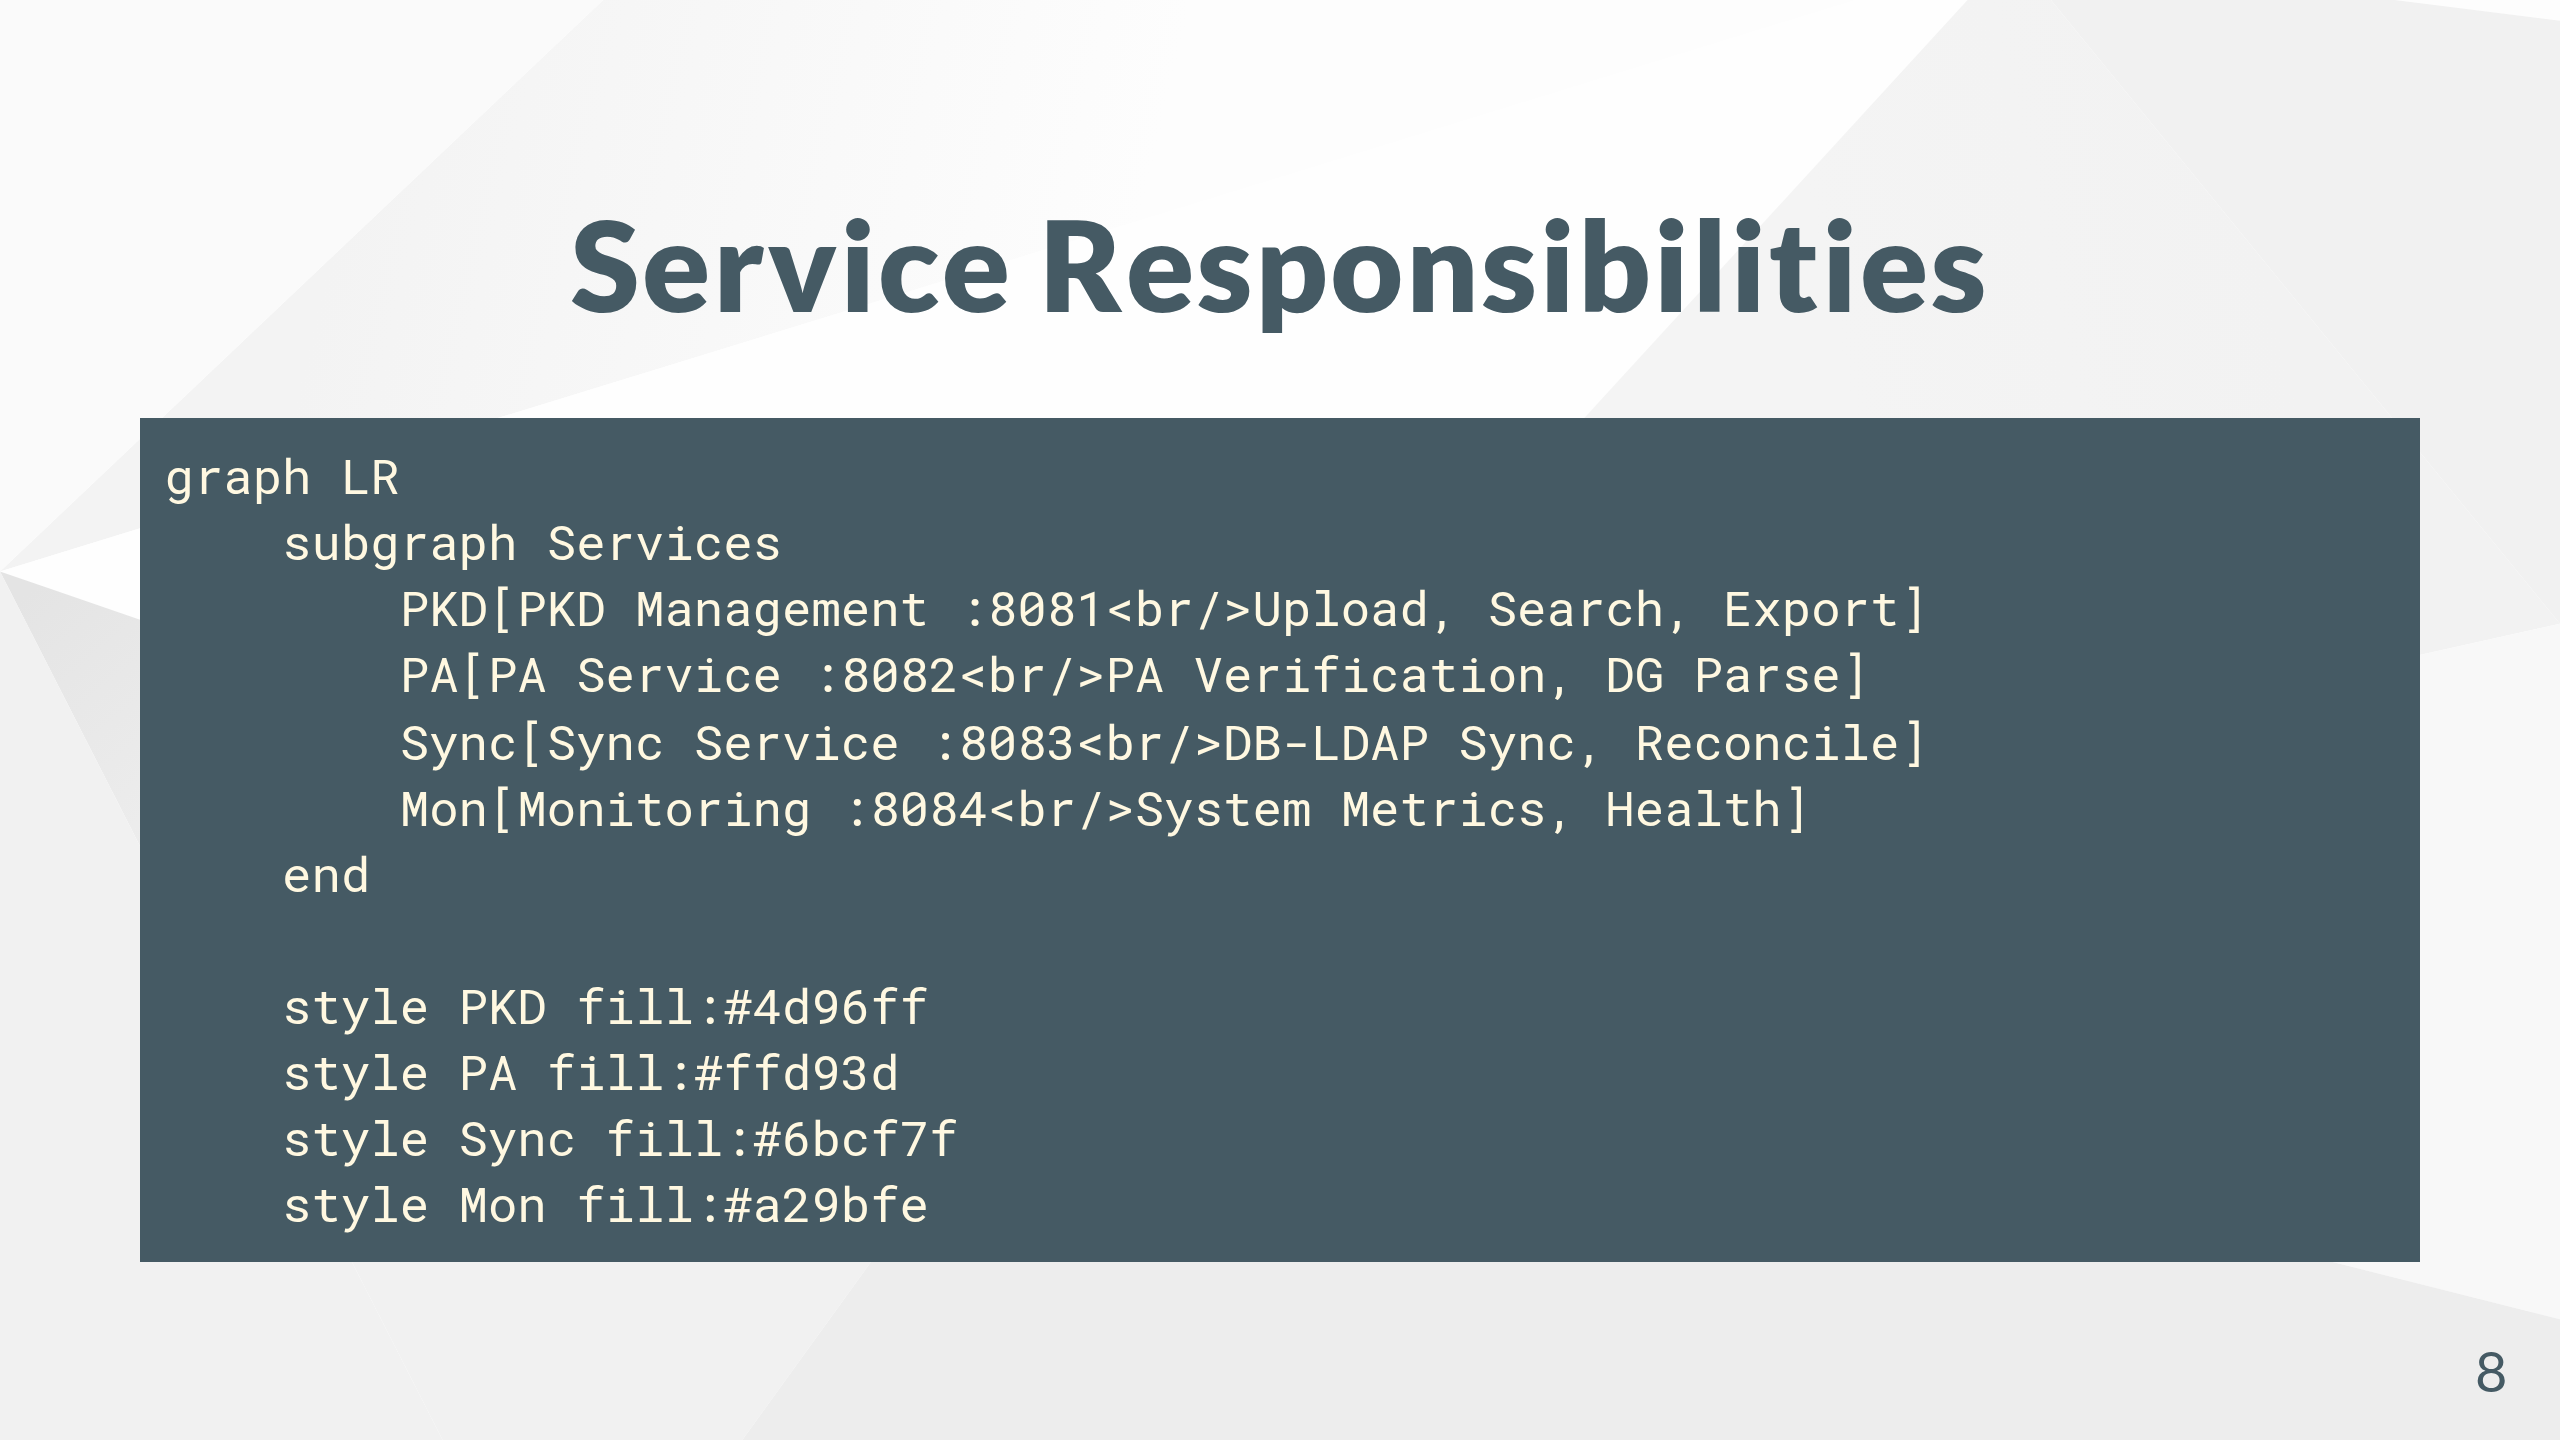 Service Responsibilities
graph LR
    subgraph Services
        PKD[PKD Management :8081<br/>Upload, Search, Export]
        PA[PA Service :8082<br/>PA Verification, DG Parse]
        Sync[Sync Service :8083<br/>DB-LDAP Sync, Reconcile]
        Mon[Monitoring :8084<br/>System Metrics, Health]
    end

    style PKD fill:#4d96ff
    style PA fill:#ffd93d
    style Sync fill:#6bcf7f
    style Mon fill:#a29bfe
8